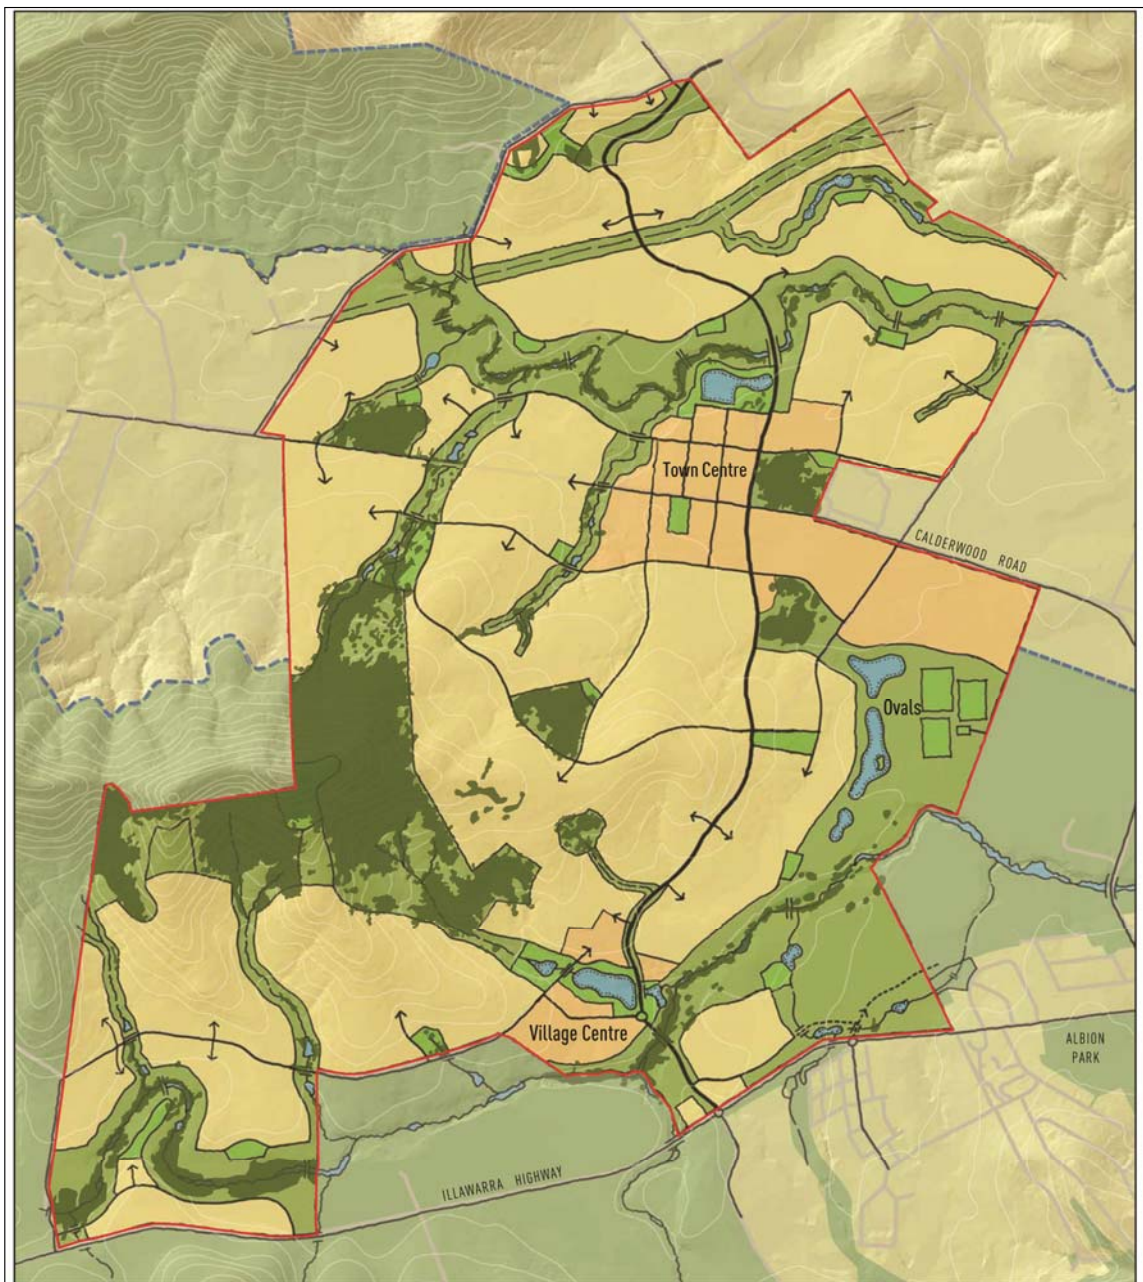 Town Centre
CALDERWOOD ROAD
Ovals
Village Centre
ALBION
PARK
ILLAWARRA HIGHWAY